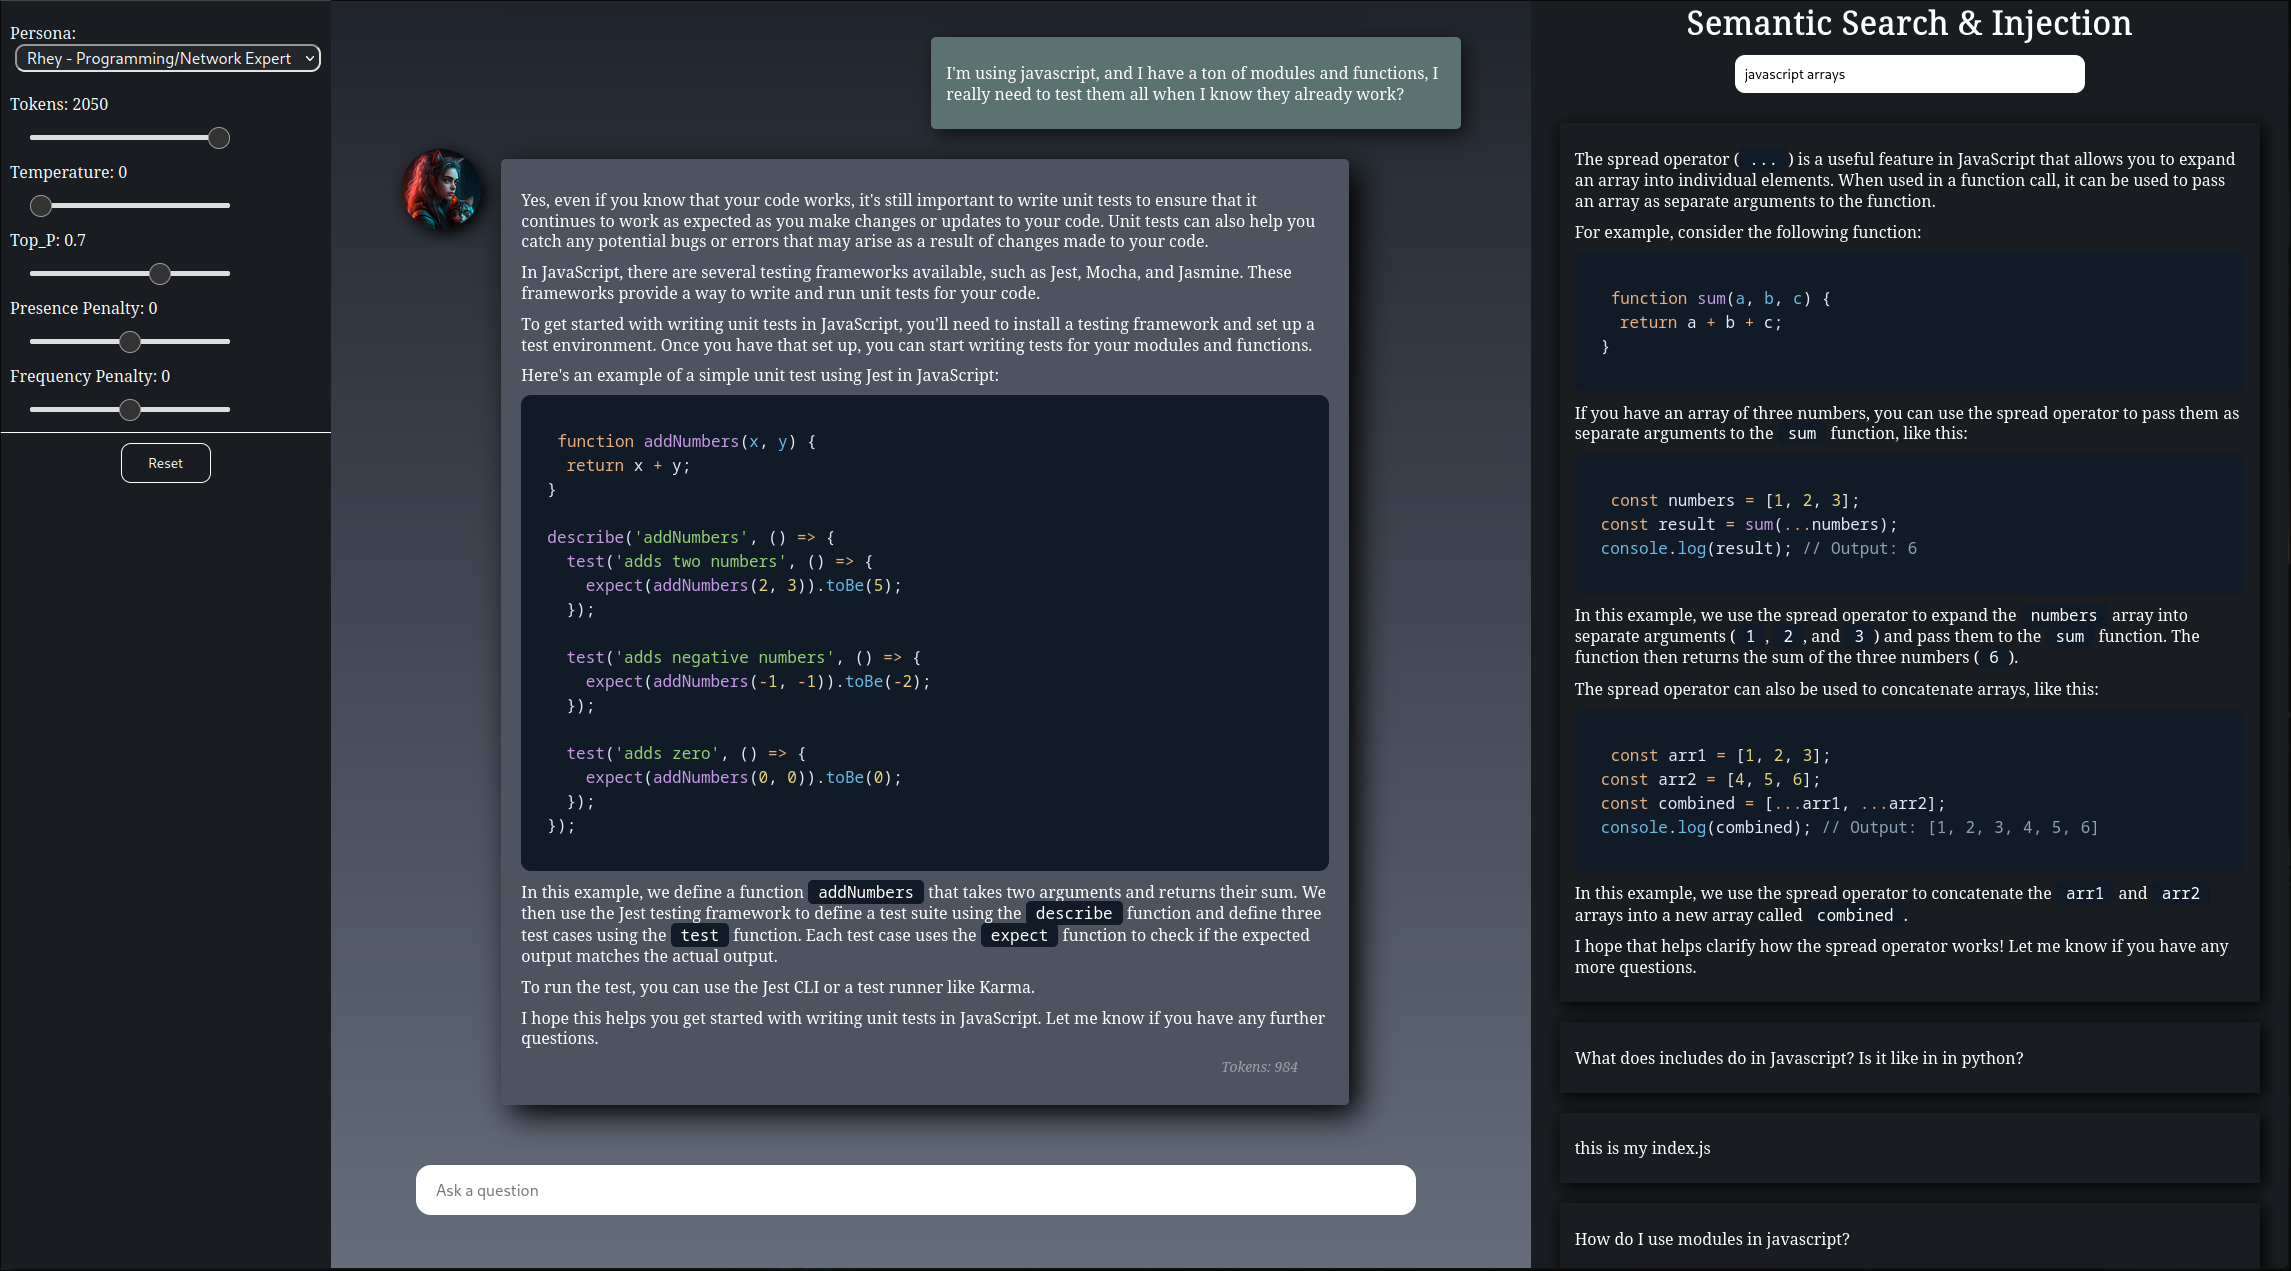 Persona:
Rhey - Programming/Network Expert
Tokens: 2050
Temperature: 0
Top_P: 0.7
Presence Penalty: 0
Frequency Penalty: 0
Reset
I'm using javascript, and I have a ton of modules and functions, I
really need to test them all when I know they already work?
Yes, even if you know that your code works, it's still important to write unit tests to ensure that it
continues to work as expected as you make changes or updates to your code. Unit tests can also help you
catch any potential bugs or errors that may arise as a result of changes made to your code.
In JavaScript, there are several testing frameworks available, such as Jest, Mocha, and Jasmine. These
frameworks provide a way to write and run unit tests for your code.
To get started with writing unit tests in JavaScript, you'll need to install a testing framework and set up a
test environment. Once you have that set up, you can start writing tests for your modules and functions.
Here's an example of a simple unit test using Jest in JavaScript:
function addNumbers(x, y) {
  return x + y;
}
describe('addNumbers', () => {
  test('adds two numbers', () => {
    expect(addNumbers(2, 3)).toBe(5);
  });
  test('adds negative numbers', () => {
    expect(addNumbers(-1, -1)).toBe(-2);
  });
  test('adds zero', () => {
    expect(addNumbers(0, 0)).toBe(0);
  });
});
In this example, we define a function addNumbers that takes two arguments and returns their sum. We
then use the Jest testing framework to define a test suite using the describe function and define three
test cases using the test function. Each test case uses the expect function to check if the expected
output matches the actual output.
To run the test, you can use the Jest CLI or a test runner like Karma.
I hope this helps you get started with writing unit tests in JavaScript. Let me know if you have any further
questions.
Tokens: 984
Ask a question
Semantic Search & Injection
javascript arrays
The spread operator ( ... ) is a useful feature in JavaScript that allows you to expand
an array into individual elements. When used in a function call, it can be used to pass
an array as separate arguments to the function.
For example, consider the following function:
function sum(a, b, c) {
  return a + b + c;
}
If you have an array of three numbers, you can use the spread operator to pass them as
separate arguments to the sum function, like this:
const numbers = [1, 2, 3];
const result = sum(...numbers);
console.log(result); // Output: 6
In this example, we use the spread operator to expand the numbers array into
separate arguments ( 1 , 2 , and 3 ) and pass them to the sum function. The
function then returns the sum of the three numbers ( 6 ).
The spread operator can also be used to concatenate arrays, like this:
const arr1 = [1, 2, 3];
const arr2 = [4, 5, 6];
const combined = [...arr1, ...arr2];
console.log(combined); // Output: [1, 2, 3, 4, 5, 6]
In this example, we use the spread operator to concatenate the arr1 and arr2
arrays into a new array called combined .
I hope that helps clarify how the spread operator works! Let me know if you have any
more questions.
What does includes do in Javascript? Is it like in in python?
this is my index.js
How do I use modules in javascript?